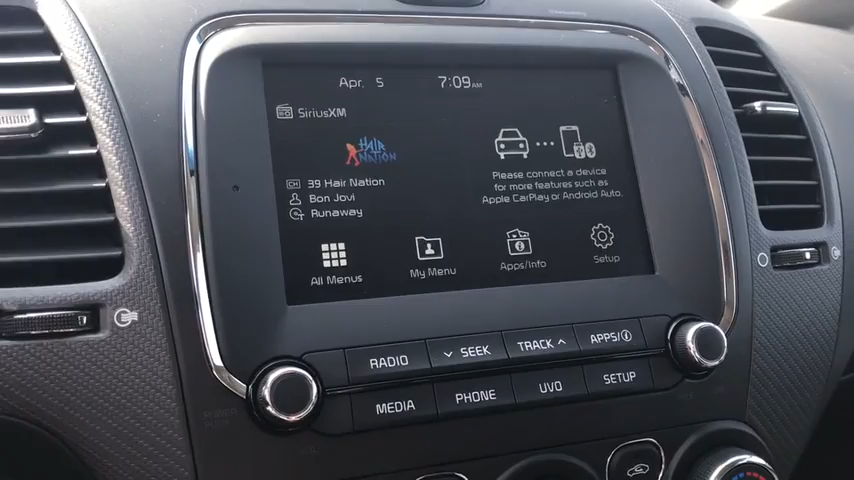 Apr. 5 7:09AM
SiriusXM
HAIR
NATION
CH 39 Hair Nation
Bon Jovi
Runaway
Please connect a device
for more features such as
Apple CarPlay or Android Auto.
All Menus My Menu Apps/Info Setup
RADIO SEEK TRACK APPS/i
MEDIA PHONE UVO SETUP
POWER
PUSH